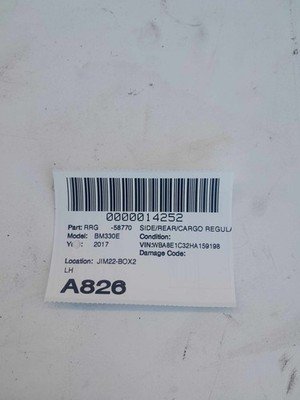 0000014252
Part: RRG -58770 SIDE/REAR/CARGO REGULA
Model: BM330E Condition:
2017 VIN:WBA8E1C32HA159198
Damage Code:
Location: JIM22-BOX2
LH
A826